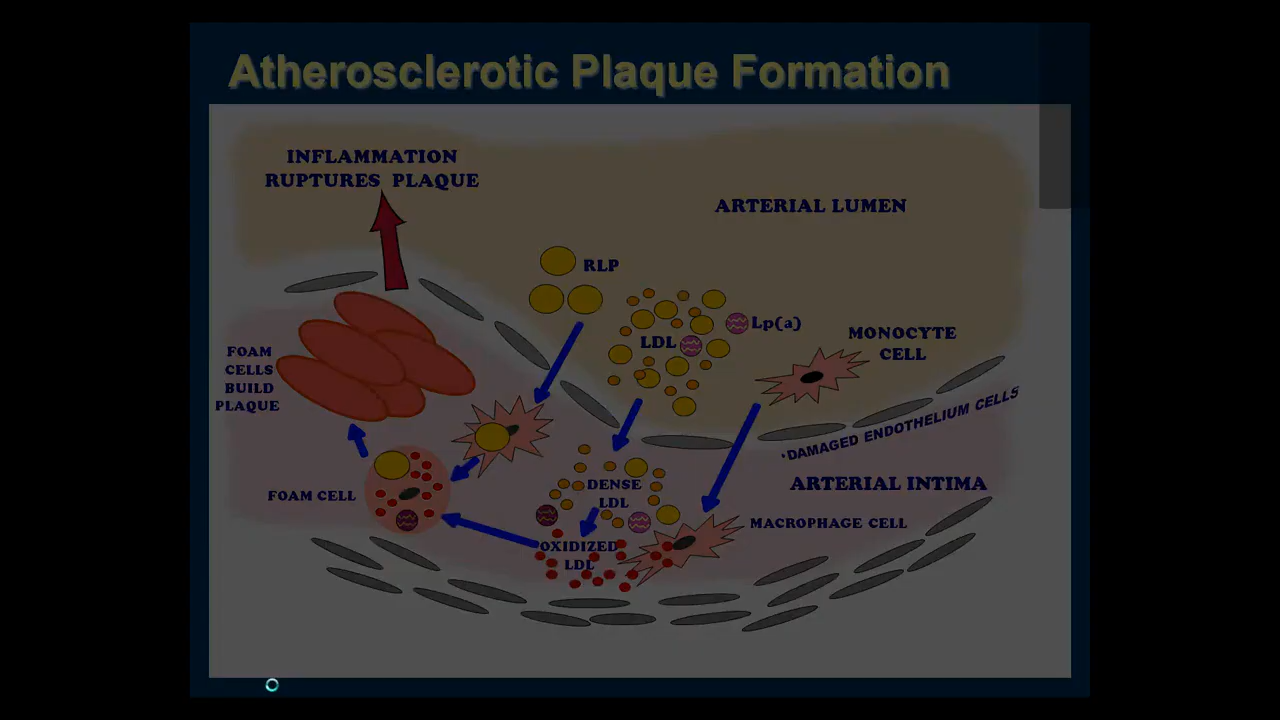 Atherosclerotic Plaque Formation
INFLAMMATION
RUPTURES PLAQUE
ARTERIAL LUMEN
RLP
Lp(a)
LDL
MONOCYTE
CELL
FOAM
CELLS
BUILD
PLAQUE
•DAMAGED ENDOTHELIUM CELLS
DENSE
LDL
ARTERIAL INTIMA
FOAM CELL
MACROPHAGE CELL
OXIDIZED
LDL